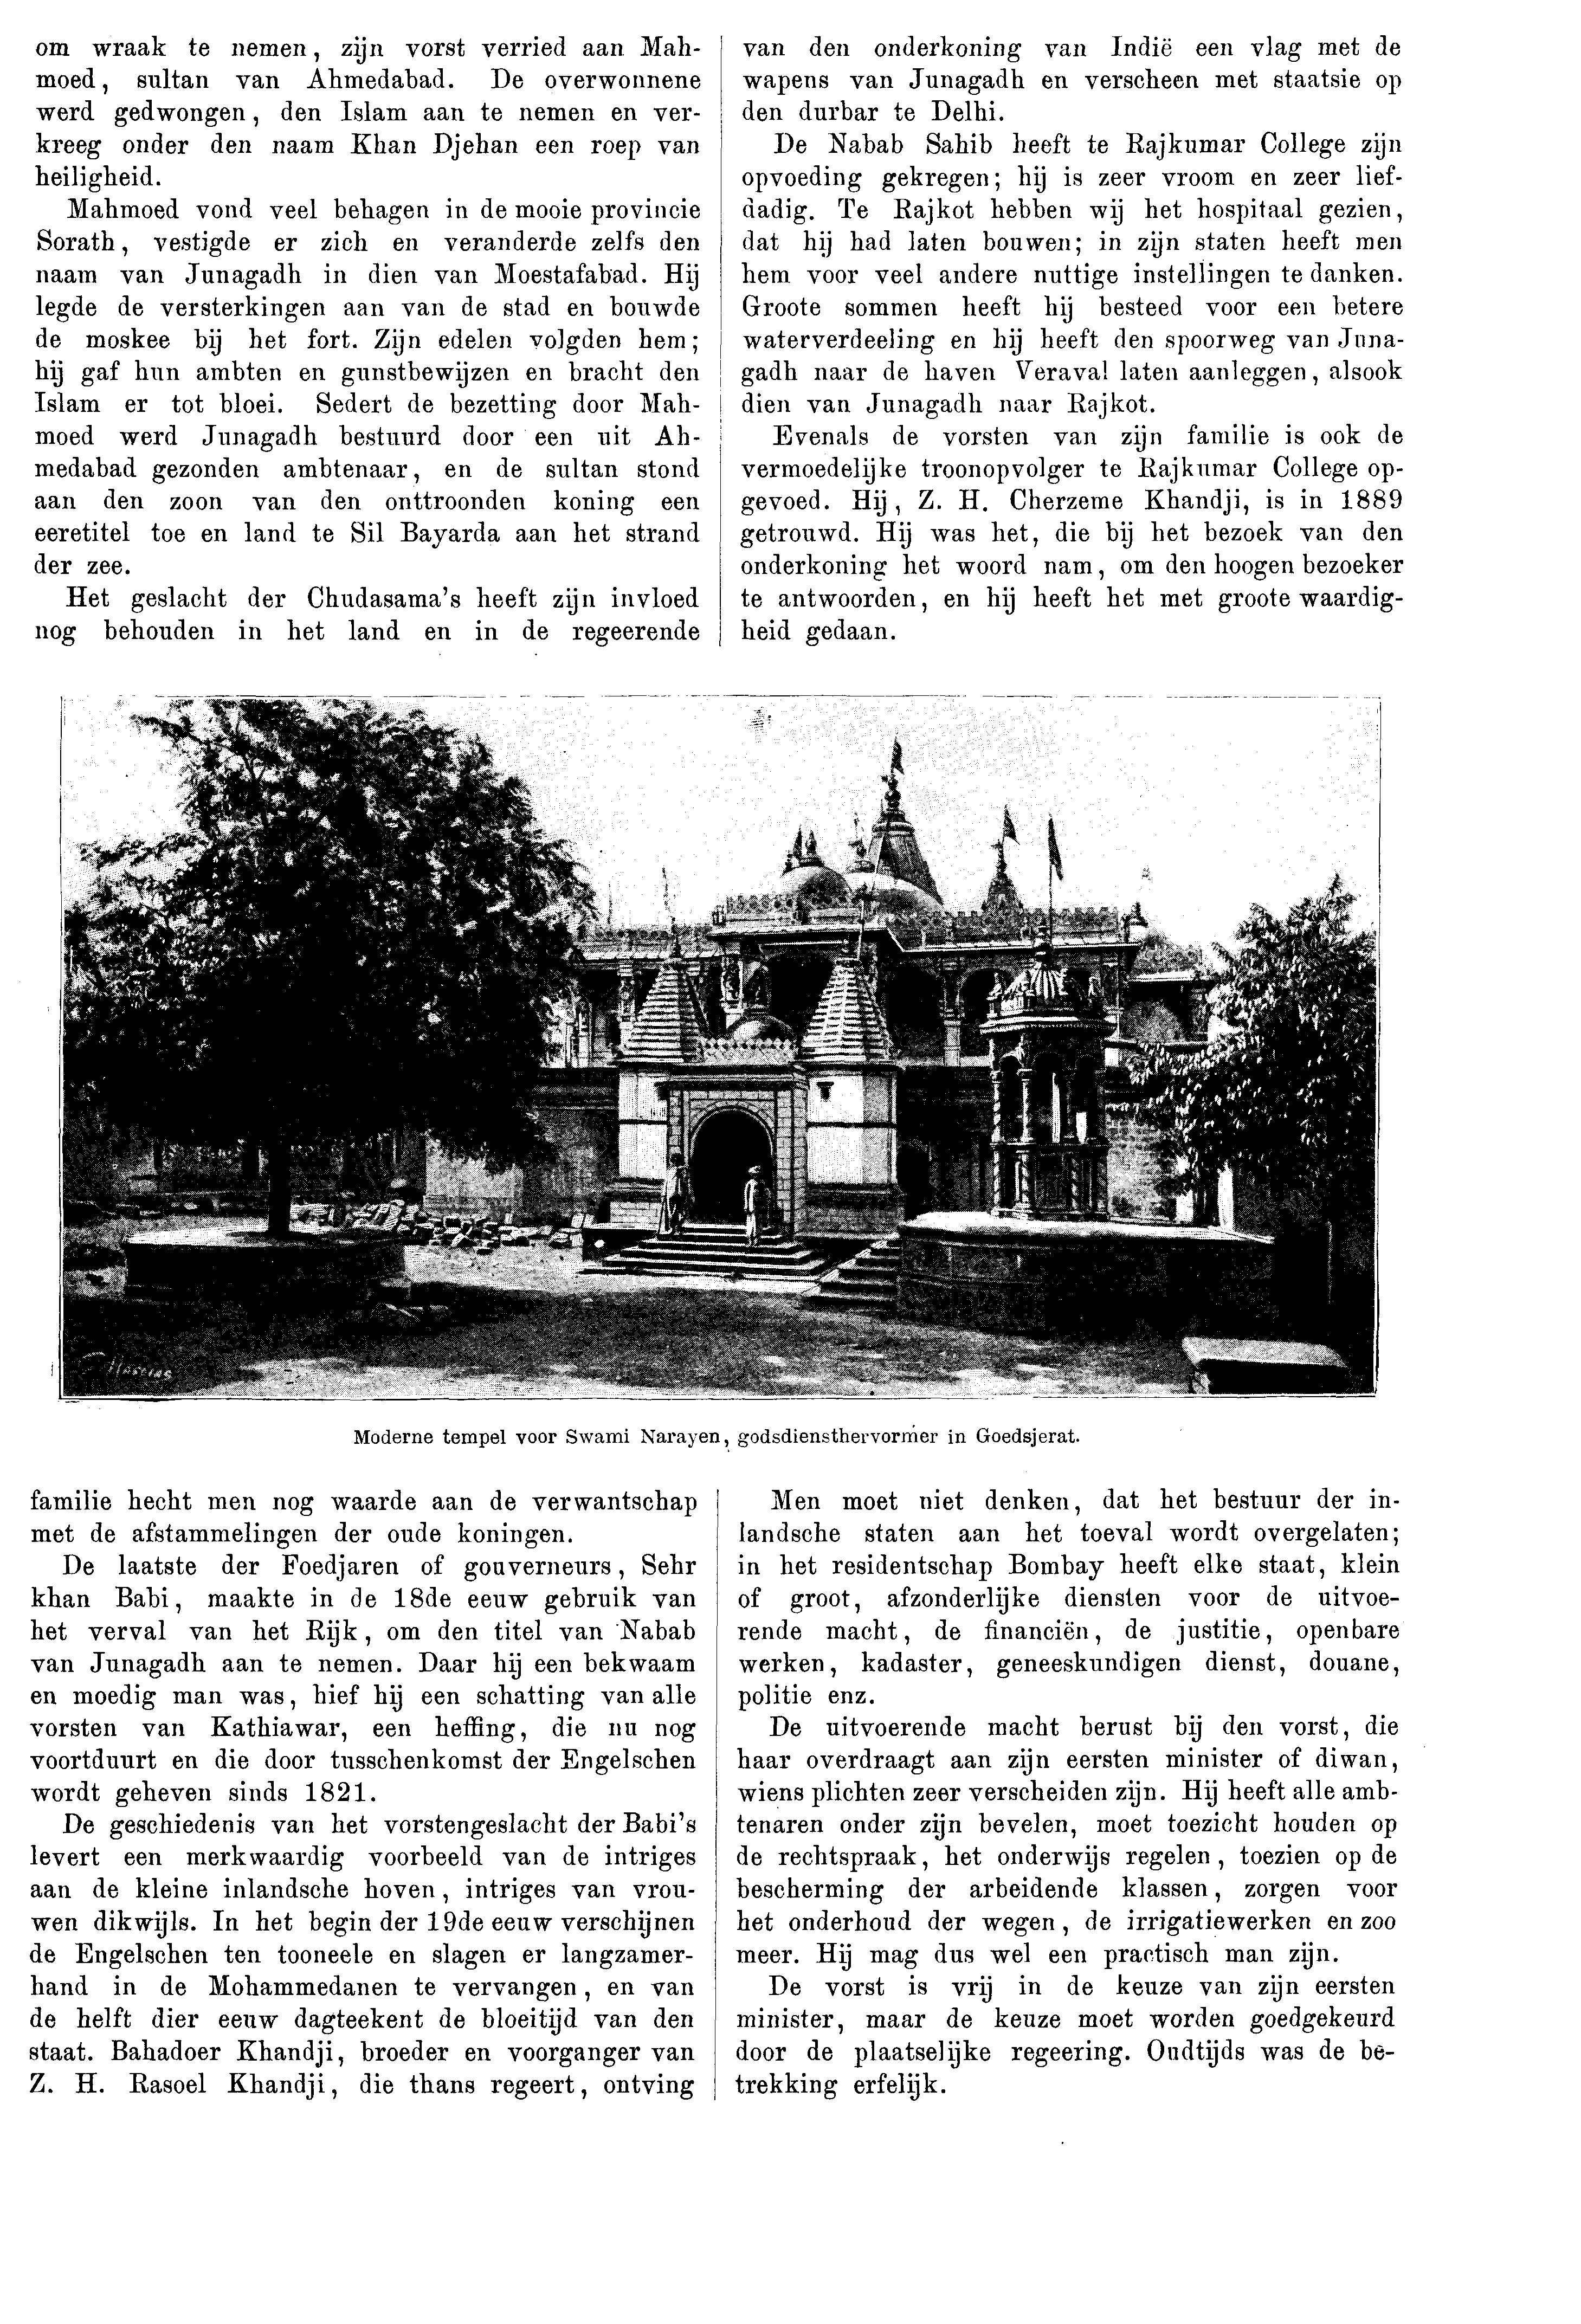 om wraak te nemen, zijn vorst verried aan Mah-
moed, sultan van Ahmedabad. De overwonnene
werd gedwongen, den Islam aan te nemen en ver-
kreeg onder den naam Khan Djehan een roep van
heiligheid.
Mahmoed vond veel behagen in de mooie provincie
Sorath, vestigde er zich en veranderde zelfs den
naam van Junagadh in dien van Moestafabad. Hij
legde de versterkingen aan van de stad en bouwde
de moskee bij het fort. Zijn edelen volgden hem;
hij gaf hun ambten en gunstbewijzen en bracht den
Islam er tot bloei. Sedert de bezetting door Mah-
moed werd Junagadh bestuurd door een uit Ah-
medabad gezonden ambtenaar, en de sultan stond
aan den zoon van den onttroonden koning een
eeretitel toe en land te Sil Bayarda aan het strand
der zee.
Het geslacht der Chudasama's heeft zijn invloed
nog behouden in het land en in de regeerende
familie hecht men nog waarde aan de verwantschap
met de afstammelingen der oude koningen.
De laatste der Foedjaren of gouverneurs, Sehr
khan Babi, maakte in de 18de eeuw gebruik van
het verval van het Rijk, om den titel van Nabab
van Junagadh aan te nemen. Daar hij een bekwaam
en moedig man was, hief hij een schatting van alle
vorsten van Kathiawar, een heffing, die nu nog
voortduurt en die door tusschenkomst der Engelschen
wordt geheven sinds 1821.
De geschiedenis van het vorstengeslacht der Babi's
levert een merkwaardig voorbeeld van de intriges
aan de kleine inlandsche hoven, intriges van vrou-
wen dikwijls. In het begin der 19de eeuw verschijnen
de Engelschen ten tooneele en slagen er langzamer-
hand in de Mohammedanen te vervangen, en van
de helft dier eeuw dagteekent de bloeitijd van den
staat. Bahadoer Khandji, broeder en voorganger van
Z. H. Rasoel Khandji, die thans regeert, ontving
van den onderkoning van Indië een vlag met de
wapens van Junagadh en verscheen met staatsie op
den durbar te Delhi.
De Nabab Sahib heeft te Rajkumar College zijn
opvoeding gekregen; hij is zeer vroom en zeer lief-
dadig. Te Rajkot hebben wij het hospitaal gezien,
dat hij had laten bouwen; in zijn staten heeft men
hem voor veel andere nuttige instellingen te danken.
Groote sommen heeft hij besteed voor een betere
waterverdeeling en hij heeft den spoorweg van Juna-
gadh naar de haven Veraval laten aanleggen, alsook
dien van Junagadh naar Rajkot.
Evenals de vorsten van zijn familie is ook de
vermoedelijke troonopvolger te Rajkumar College op-
gevoed. Hij, Z. H. Cherzeme Khandji, is in 1889
getrouwd. Hij was het, die bij het bezoek van den
onderkoning het woord nam, om den hoogen bezoeker
te antwoorden, en hij heeft het met groote waardig-
heid gedaan.
Men moet niet denken, dat het bestuur der in-
landsche staten aan het toeval wordt overgelaten;
in het residentschap Bombay heeft elke staat, klein
of groot, afzonderlijke diensten voor de uitvoe-
rende macht, de financiën, de justitie, openbare
werken, kadaster, geneeskundigen dienst, douane,
politie enz.
De uitvoerende macht berust bij den vorst, die
haar overdraagt aan zijn eersten minister of diwan,
wiens plichten zeer verscheiden zijn. Hij heeft alle amb-
tenaren onder zijn bevelen, moet toezicht houden op
de rechtspraak, het onderwijs regelen, toezien op de
bescherming der arbeidende klassen, zorgen voor
het onderhoud der wegen, de irrigatiewerken en zoo
meer. Hij mag dus wel een practisch man zijn.
De vorst is vrij in de keuze van zijn eersten
minister, maar de keuze moet worden goedgekeurd
door de plaatselijke regeering. Oudtijds was de be-
trekking erfelijk.
Moderne tempel voor Swami Narayen, godsdiensthervormer in Goedsjerat.